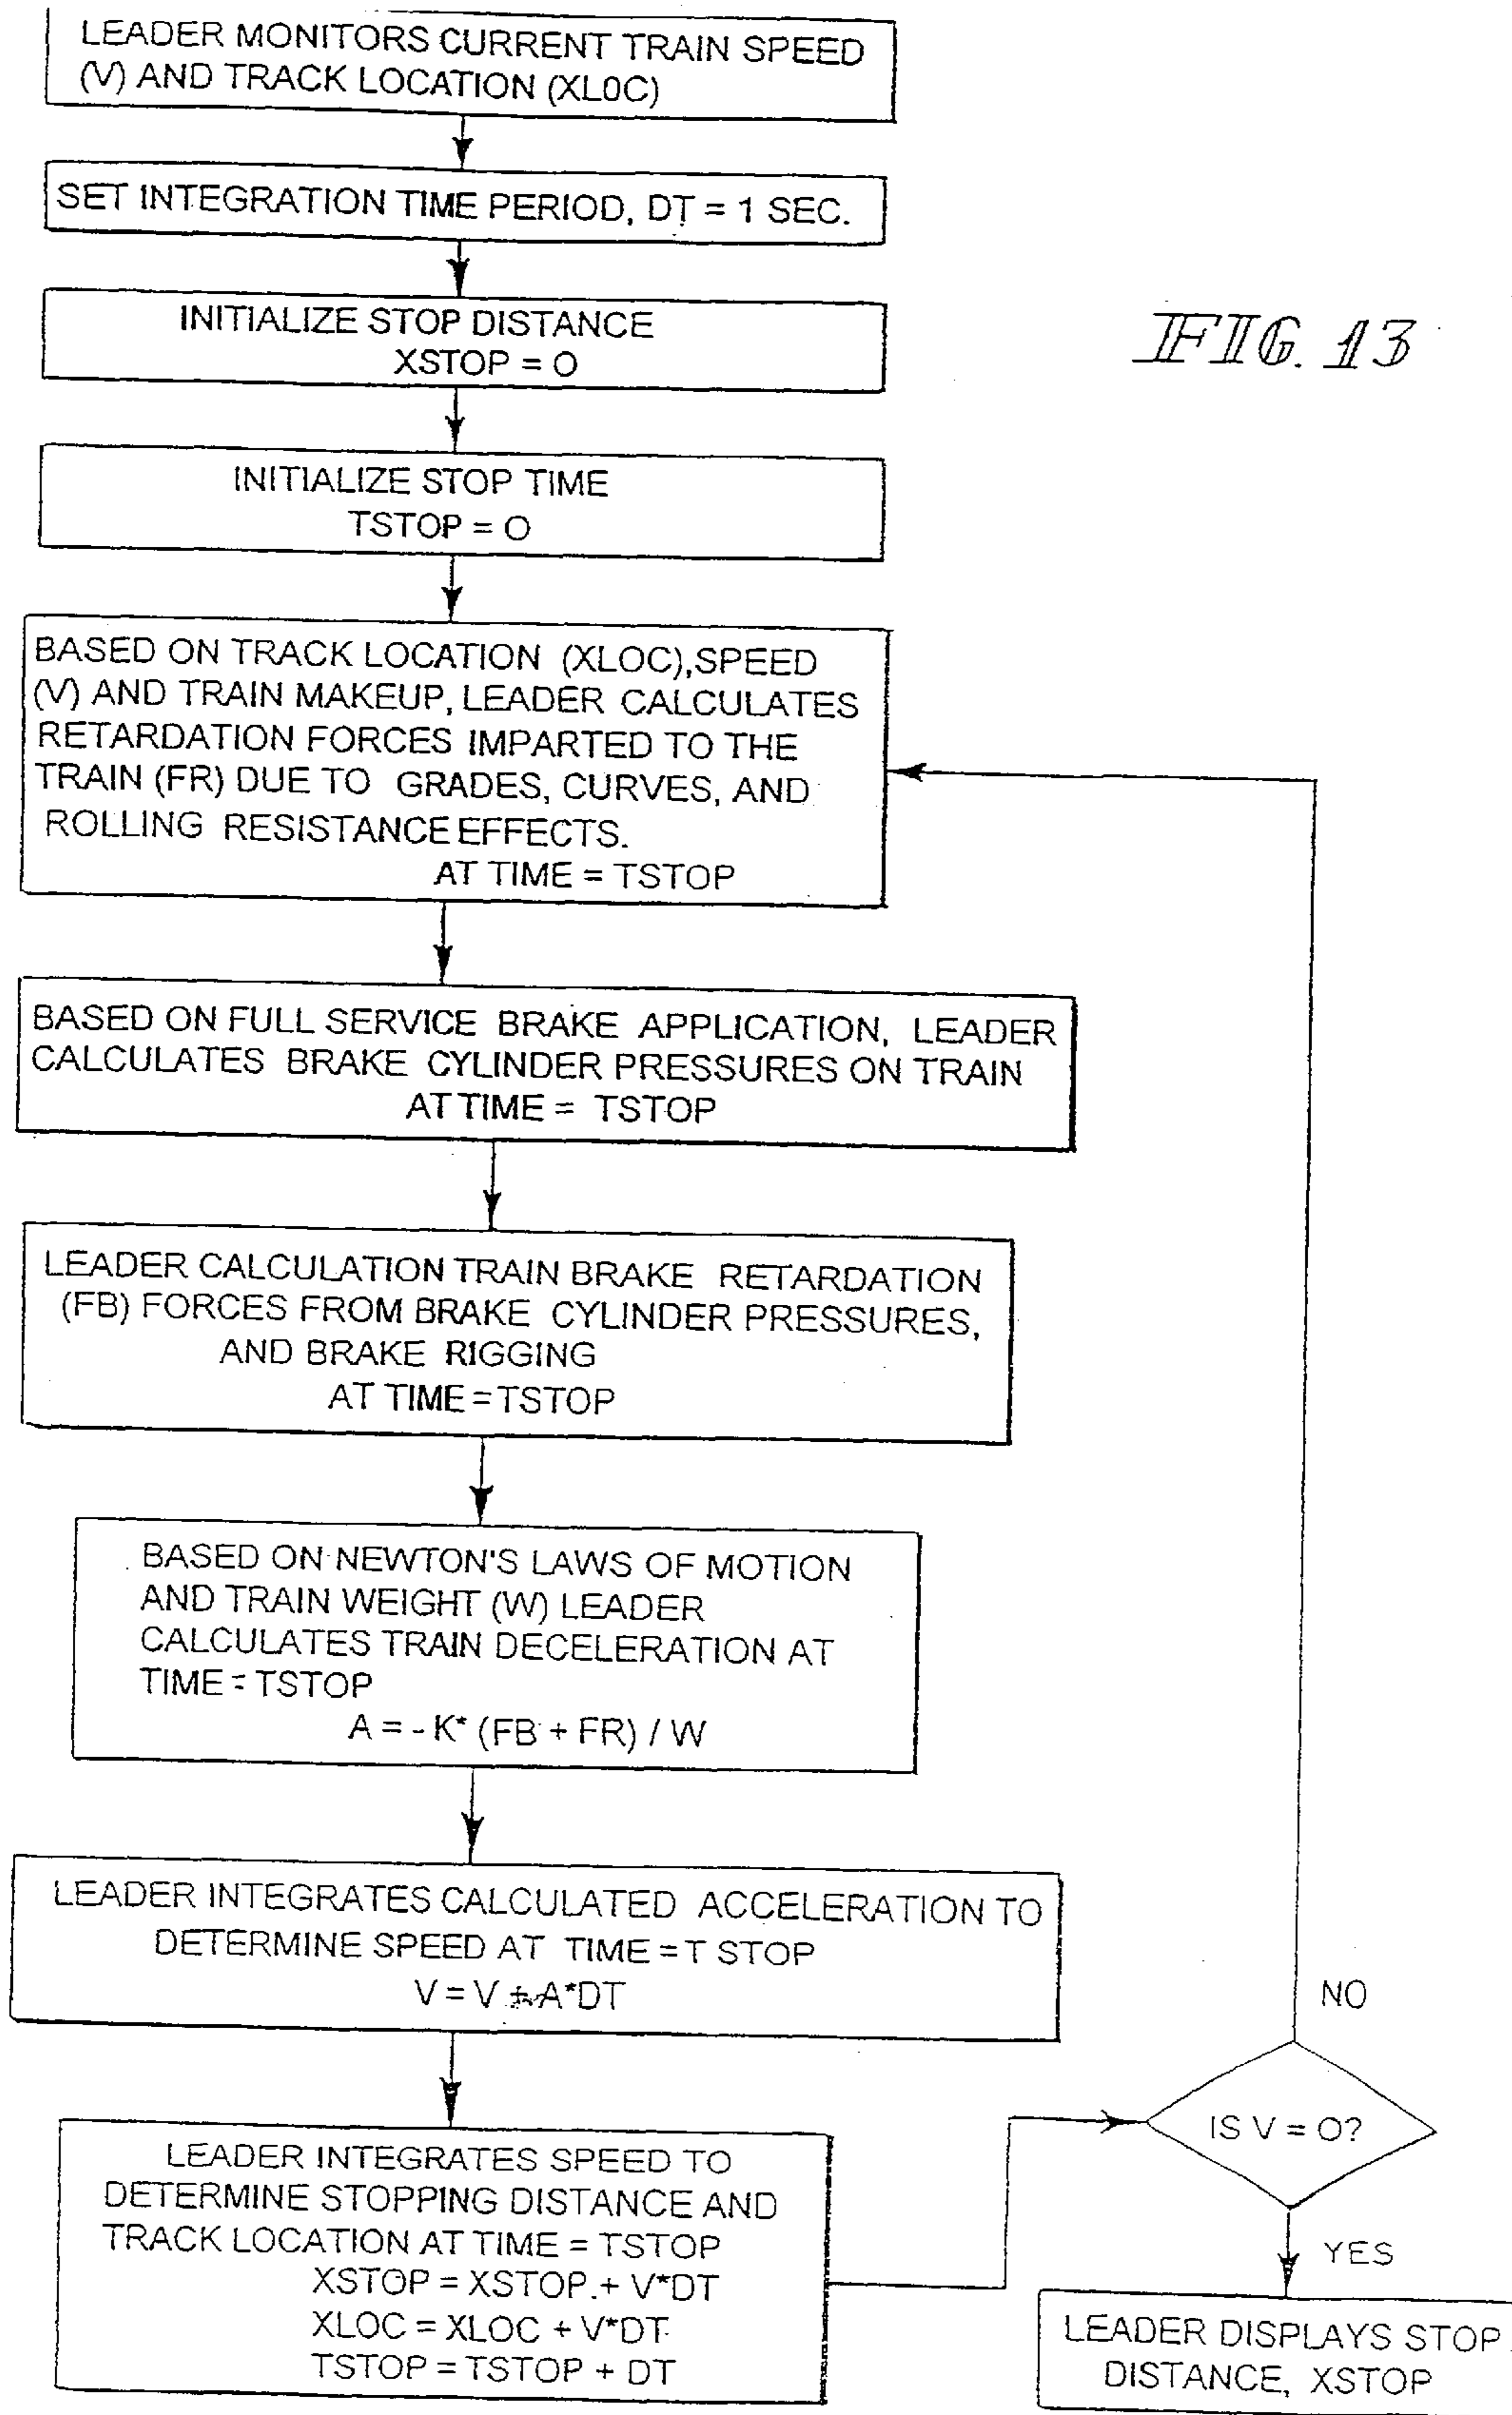 LEADER MONITORS CURRENT TRAIN SPEED
(V) AND TRACK LOCATION (XLOC)
SET INTEGRATION TIME PERIOD, DT = 1 SEC.
INITIALIZE STOP DISTANCE
XSTOP = O
FIG. 13
INITIALIZE STOP TIME
TSTOP = O
BASED ON TRACK LOCATION (XLOC),SPEED
(V) AND TRAIN MAKEUP, LEADER CALCULATES
RETARDATION FORCES IMPARTED TO THE
TRAIN (FR) DUE TO GRADES, CURVES, AND
ROLLING RESISTANCE EFFECTS.
AT TIME = TSTOP
BASED ON FULL SERVICE BRAKE APPLICATION, LEADER
CALCULATES BRAKE CYLINDER PRESSURES ON TRAIN
AT TIME = TSTOP
LEADER CALCULATION TRAIN BRAKE RETARDATION
(FB) FORCES FROM BRAKE CYLINDER PRESSURES,
AND BRAKE RIGGING
AT TIME = TSTOP
BASED ON NEWTON'S LAWS OF MOTION
AND TRAIN WEIGHT (W) LEADER
CALCULATES TRAIN DECELERATION AT
TIME = TSTOP
A = - K* (FB + FR) / W
LEADER INTEGRATES CALCULATED ACCELERATION TO
DETERMINE SPEED AT TIME = T STOP
V = V + A*DT
NO
IS V = O?
YES
LEADER INTEGRATES SPEED TO
DETERMINE STOPPING DISTANCE AND
TRACK LOCATION AT TIME = TSTOP
XSTOP = XSTOP + V*DT
XLOC = XLOC + V*DT
TSTOP = TSTOP + DT
LEADER DISPLAYS STOP
DISTANCE, XSTOP